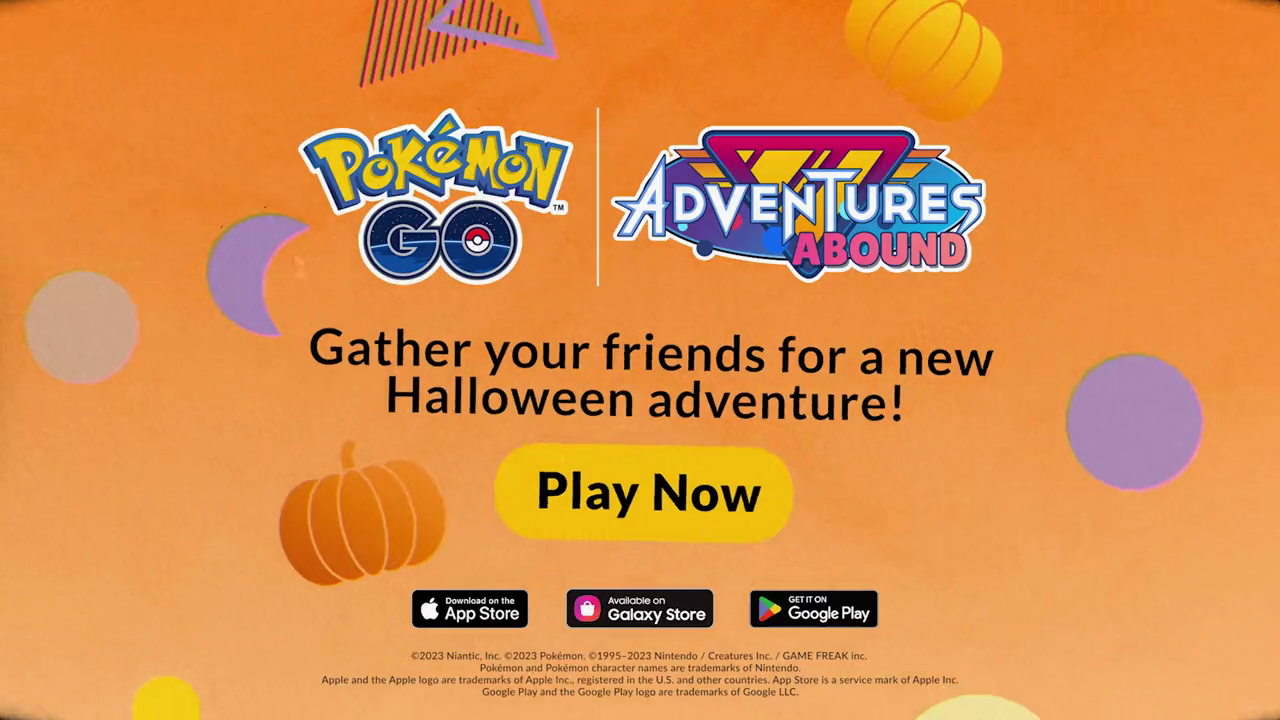 POKÉMON
GO
TM
ADVENTURES
ABOUND
Gather your friends for a new
Halloween adventure!
Play Now
Download on the
App Store
Available on
Galaxy Store
GET IT ON
Google Play
©2023 Niantic, Inc. ©2023 Pokémon. ©1995–2023 Nintendo / Creatures Inc. / GAME FREAK inc.
Pokémon and Pokémon character names are trademarks of Nintendo.
Apple and the Apple logo are trademarks of Apple Inc., registered in the U.S. and other countries. App Store is a service mark of Apple Inc.
Google Play and the Google Play logo are trademarks of Google LLC.